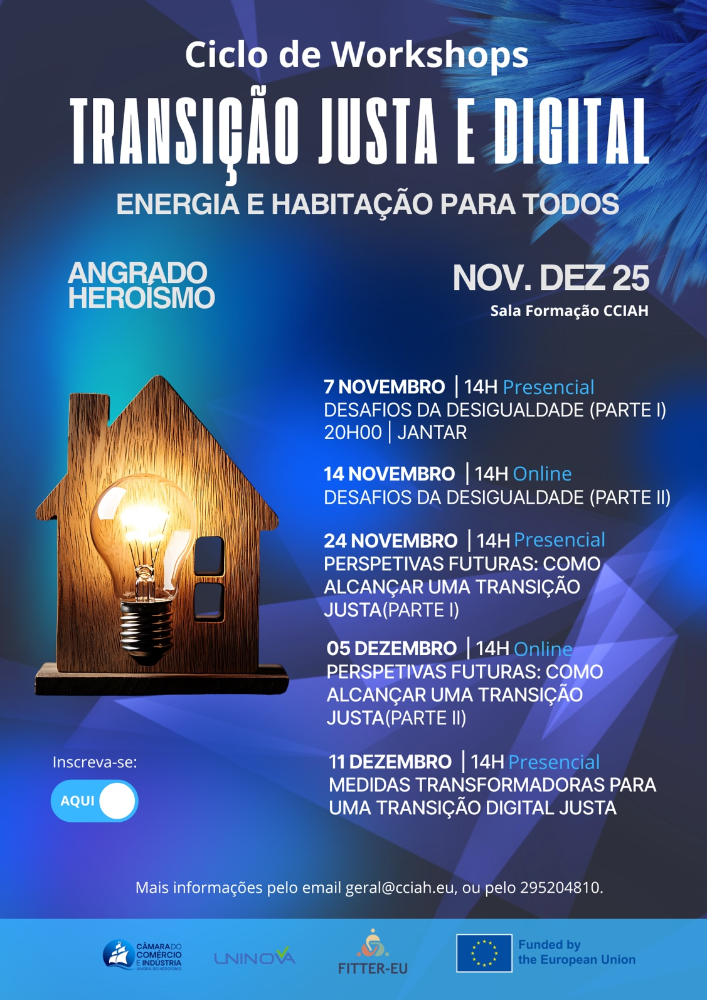 Ciclo de Workshops
TRANSIÇÃO JUSTA E DIGITAL
ENERGIA E HABITAÇÃO PARA TODOS
ANGRADO
HEROÍSMO
NOV. DEZ 25
Sala Formação CCIAH
7 NOVEMBRO | 14H Presencial
DESAFIOS DA DESIGUALDADE (PARTE I)
20H00 | JANTAR
14 NOVEMBRO | 14H Online
DESAFIOS DA DESIGUALDADE (PARTE II)
24 NOVEMBRO | 14H Presencial
PERSPETIVAS FUTURAS: COMO
ALCANÇAR UMA TRANSIÇÃO
JUSTA(PARTE I)
05 DEZEMBRO | 14H Online
PERSPETIVAS FUTURAS: COMO
ALCANÇAR UMA TRANSIÇÃO
JUSTA(PARTE II)
11 DEZEMBRO | 14H Presencial
MEDIDAS TRANSFORMADORAS PARA
UMA TRANSIÇÃO DIGITAL JUSTA
Inscreva-se:
AQUI
Mais informações pelo email geral@cciah.eu, ou pelo 295204810.
CÂMARA DO
COMÉRCIO
E INDÚSTRIA
ANGRA DO HEROÍSMO
UNINOVA
FITTER-EU
Funded by
the European Union